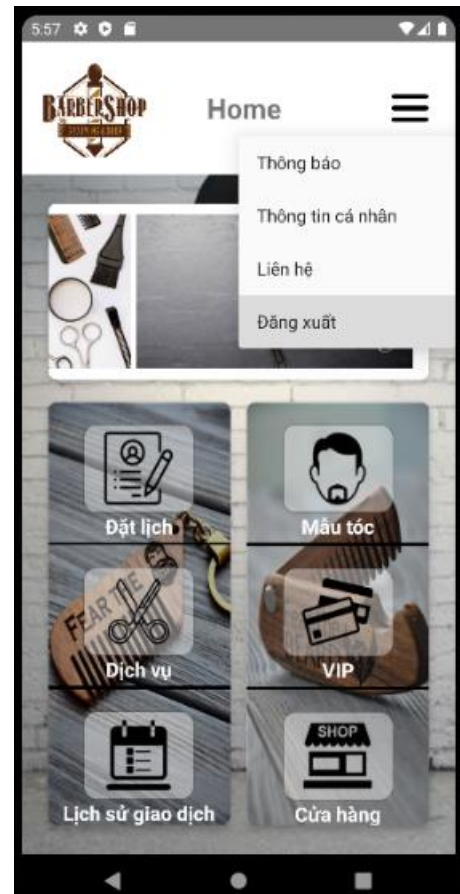 5:57
BARBERSHOP
Home
Thông báo
Thông tin cá nhân
Liên hệ
Đăng xuất
Đặt lịch
Mẫu tóc
FEAR THE
Dịch vụ
VIP
SHOP
Lịch sử giao dịch
Cửa hàng